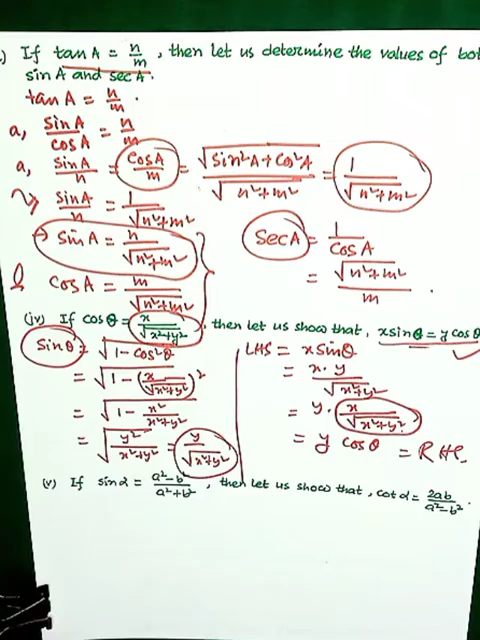 ) If tan A = n/m, then let us determine the values of bot
sin A and sec A.
tan A = n/m.
a, sin A / cos A = n/m
a, sin A / n = cos A / m = √(sin²A + cos²A) / √(n²+m²) = 1 / √(n²+m²)
sin A / n = 1 / √(n²+m²)
→ sin A = n / √(n²+m²)
cos A = m / √(n²+m²)
sec A = 1 / cos A
= √(n²+m²) / m .
(iv) If cos θ = x / √(x²+y²), then let us show that, x sin θ = y cos θ
sin θ = √(1 - cos²θ)
= √(1 - (x / √(x²+y²))²)
= √(1 - x² / (x²+y²))
= √(y² / (x²+y²)) = y / √(x²+y²)
LHS = x sin θ
= x. y / √(x²+y²)
= y. x / √(x²+y²)
= y cos θ = RHS.
(v) If sin α = (a²-b²) / (a²+b²), then let us show that, cot α = 2ab / (a²-b²).